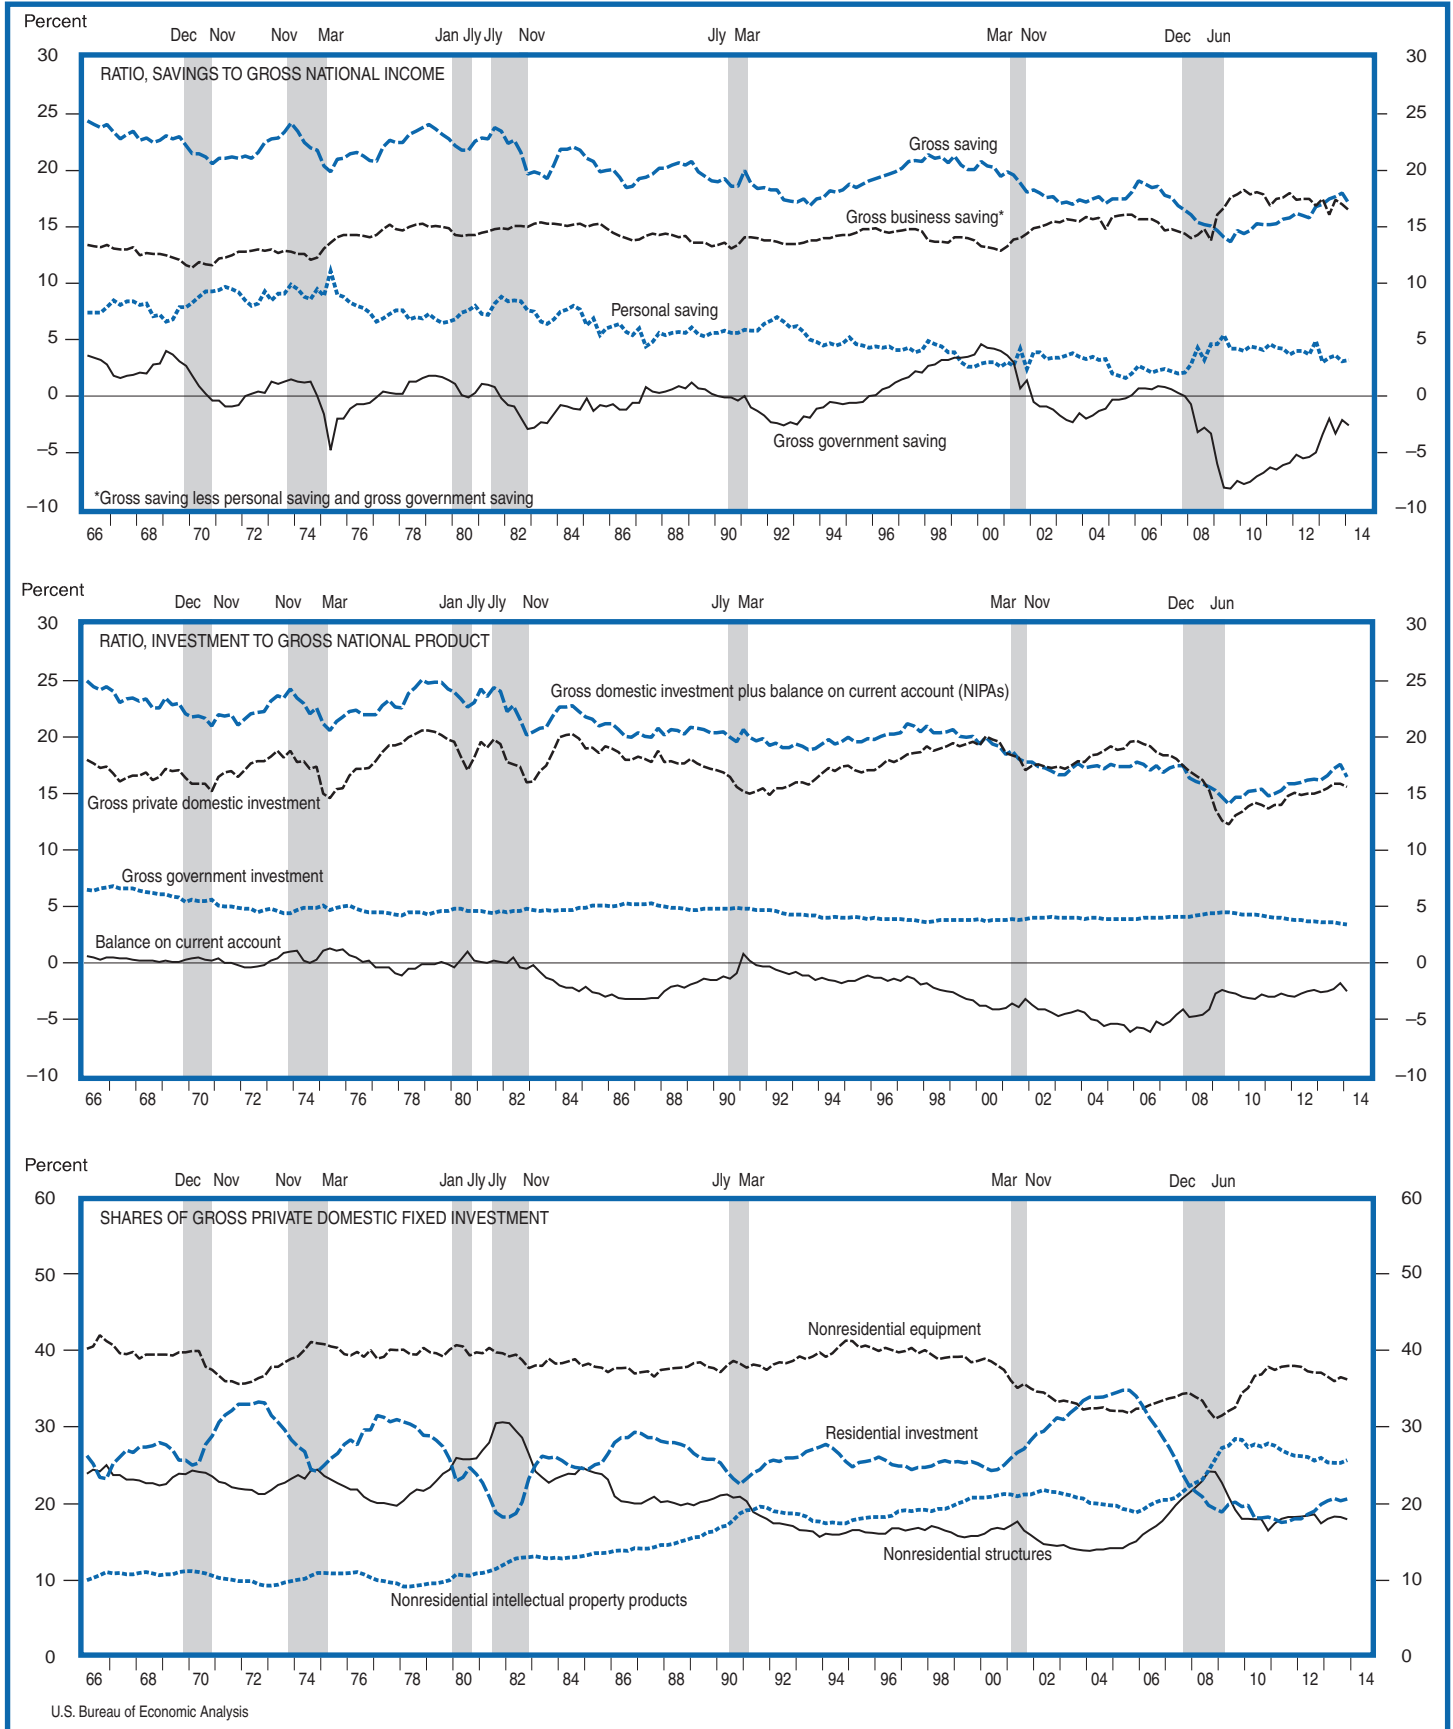 Percent
Dec Nov Nov Mar Jan Jly Jly Nov Jly Mar Mar Nov Dec Jun
30 30
RATIO, SAVINGS TO GROSS NATIONAL INCOME
25 25
Gross saving
20 20
Gross business saving*
15 15
10 10
Personal saving
5 5
0 0
Gross government saving
–5 –5
*Gross saving less personal saving and gross government saving
–10 –10
66 68 70 72 74 76 78 80 82 84 86 88 90 92 94 96 98 00 02 04 06 08 10 12 14
Percent
Dec Nov Nov Mar Jan Jly Jly Nov Jly Mar Mar Nov Dec Jun
30 30
RATIO, INVESTMENT TO GROSS NATIONAL PRODUCT
25 25
Gross domestic investment plus balance on current account (NIPAs)
20 20
15 15
Gross private domestic investment
10 10
Gross government investment
5 5
Balance on current account
0 0
–5 –5
–10 –10
66 68 70 72 74 76 78 80 82 84 86 88 90 92 94 96 98 00 02 04 06 08 10 12 14
Percent
Dec Nov Nov Mar Jan Jly Jly Nov Jly Mar Mar Nov Dec Jun
60 60
SHARES OF GROSS PRIVATE DOMESTIC FIXED INVESTMENT
50 50
Nonresidential equipment
40 40
30 30
Residential investment
20 20
Nonresidential structures
10 10
Nonresidential intellectual property products
0 0
66 68 70 72 74 76 78 80 82 84 86 88 90 92 94 96 98 00 02 04 06 08 10 12 14
U.S. Bureau of Economic Analysis